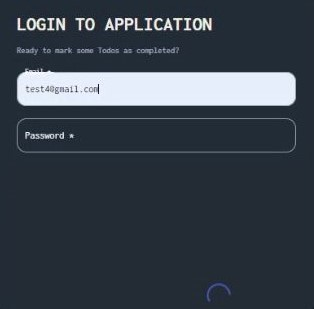 LOGIN TO APPLICATION
Ready to mark some Todos as completed?
Email *
test4@gmail.com
Password *